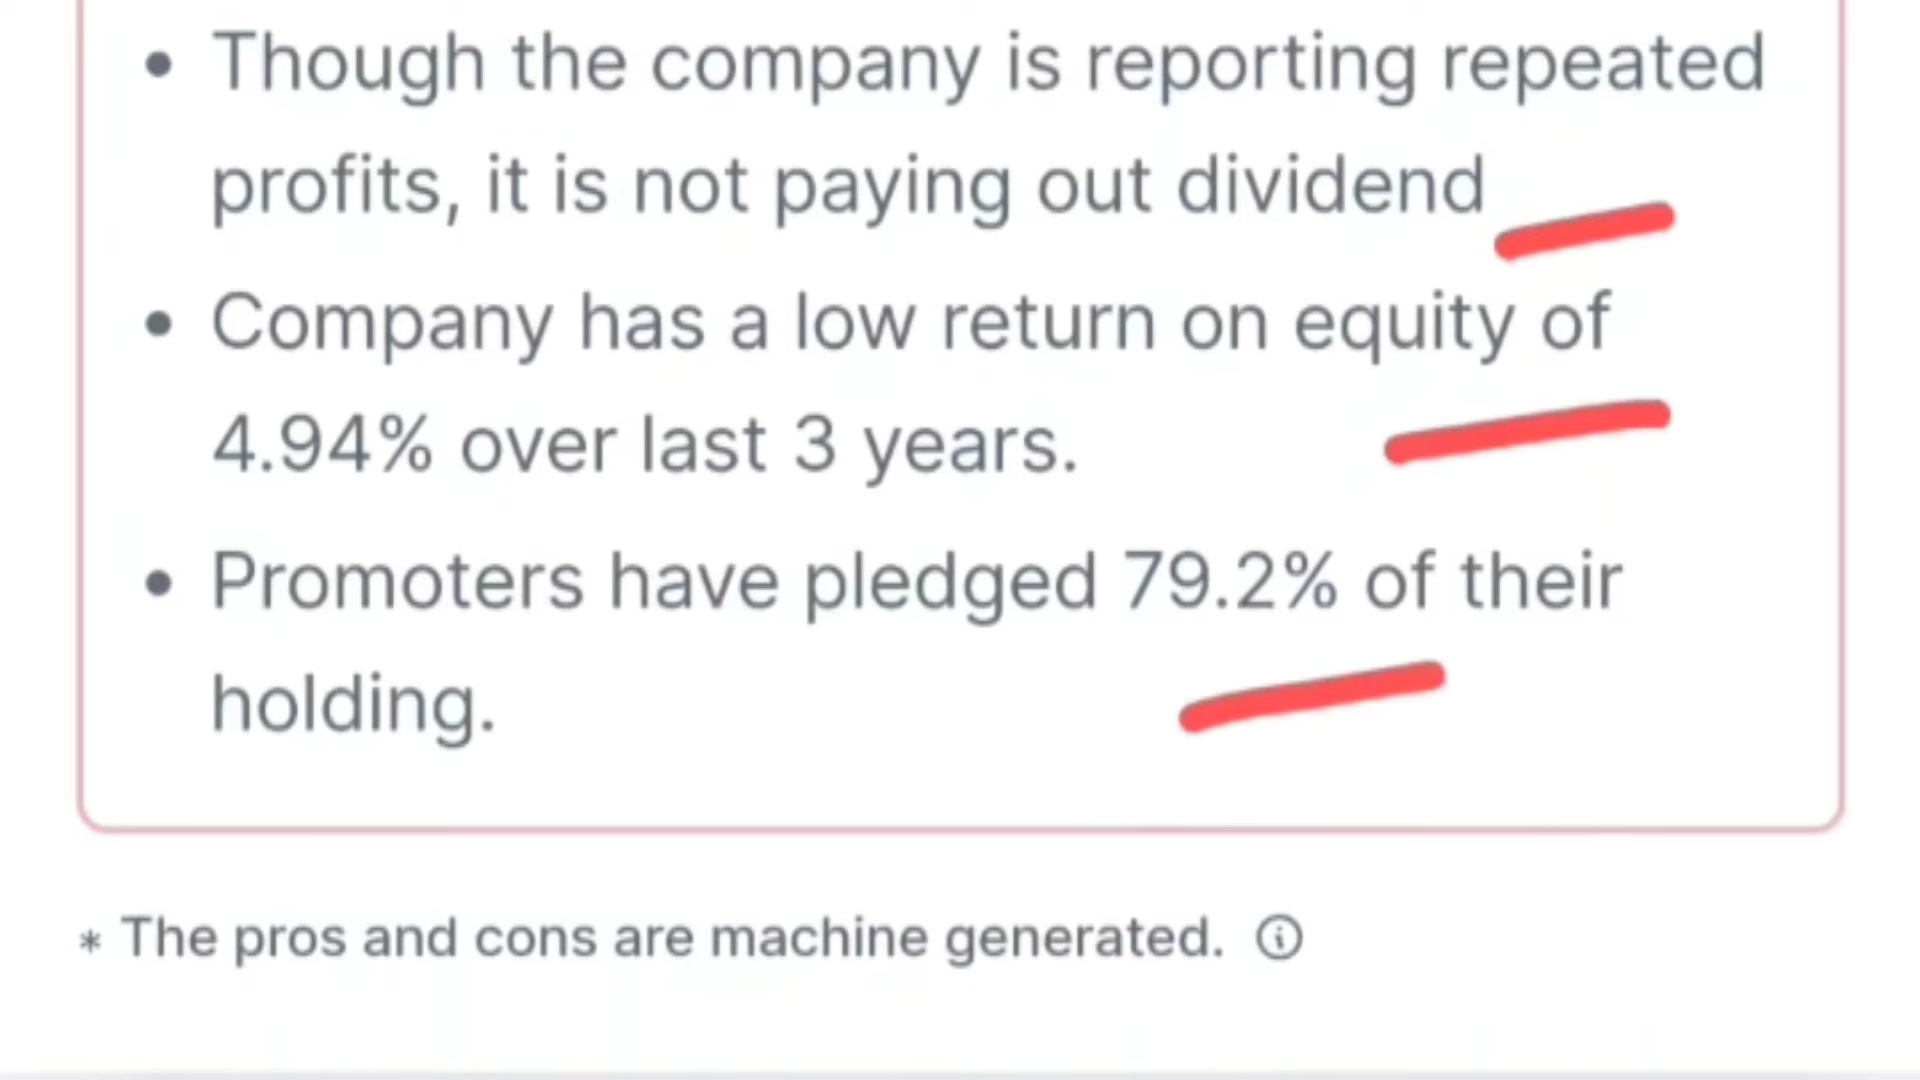 • Though the company is reporting repeated
profits, it is not paying out dividend
• Company has a low return on equity of
4.94% over last 3 years.
• Promoters have pledged 79.2% of their
holding.
* The pros and cons are machine generated.